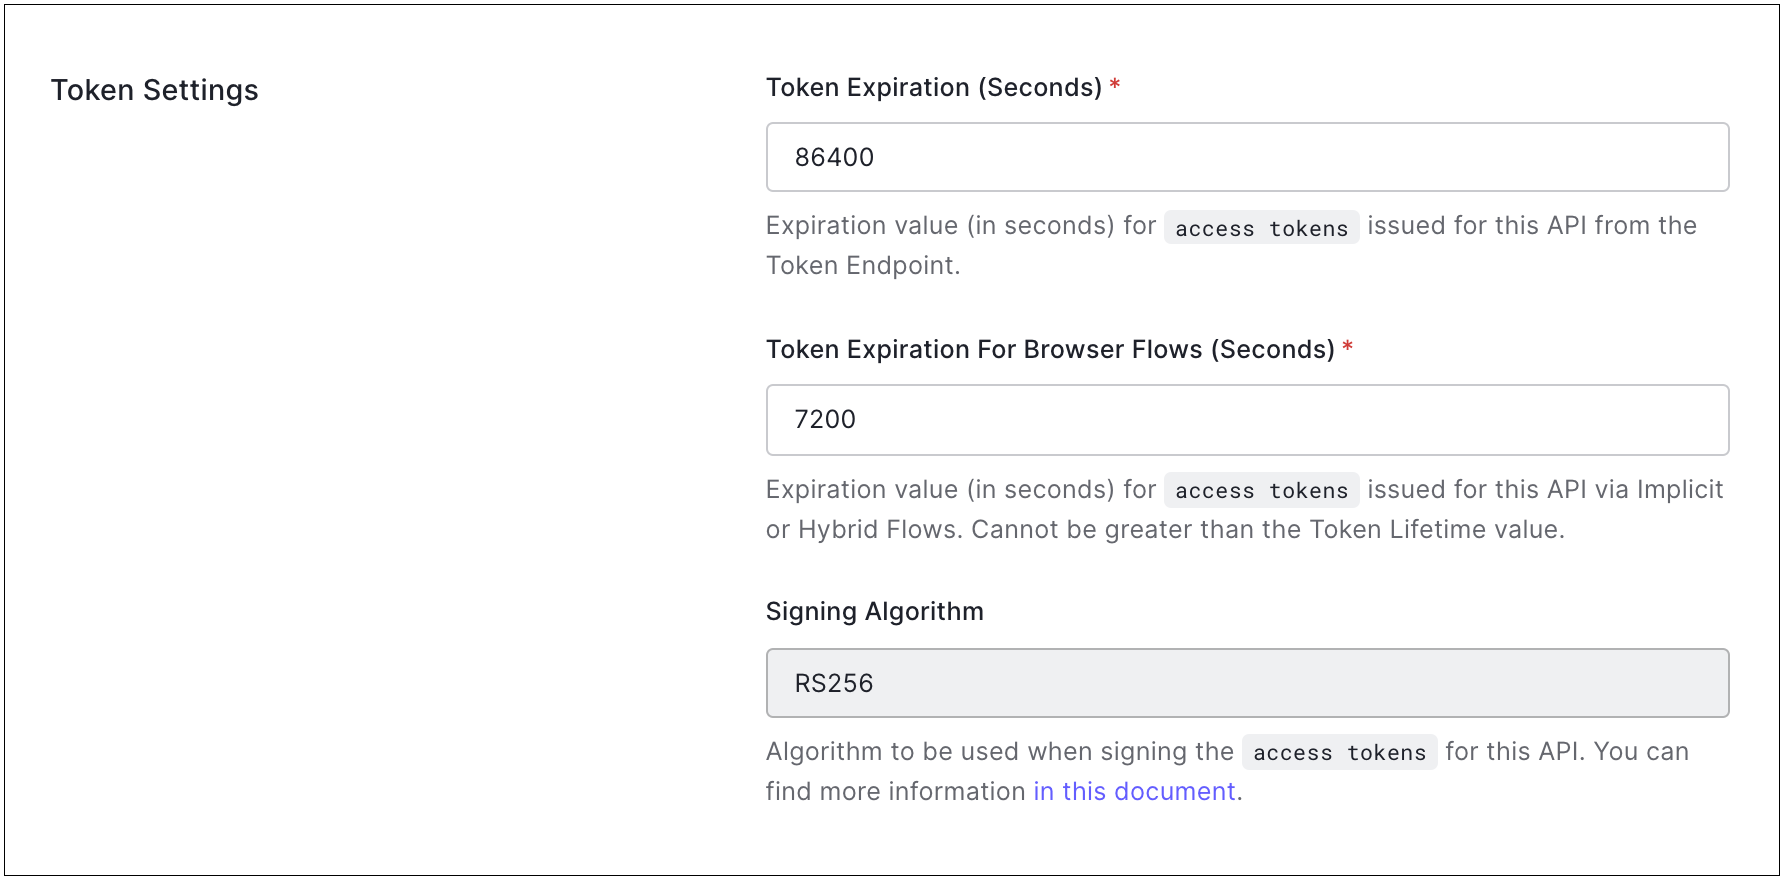 Token Settings
Token Expiration (Seconds) *
86400
Expiration value (in seconds) for access tokens issued for this API from the
Token Endpoint.
Token Expiration For Browser Flows (Seconds) *
7200
Expiration value (in seconds) for access tokens issued for this API via Implicit
or Hybrid Flows. Cannot be greater than the Token Lifetime value.
Signing Algorithm
RS256
Algorithm to be used when signing the access tokens for this API. You can
find more information in this document.